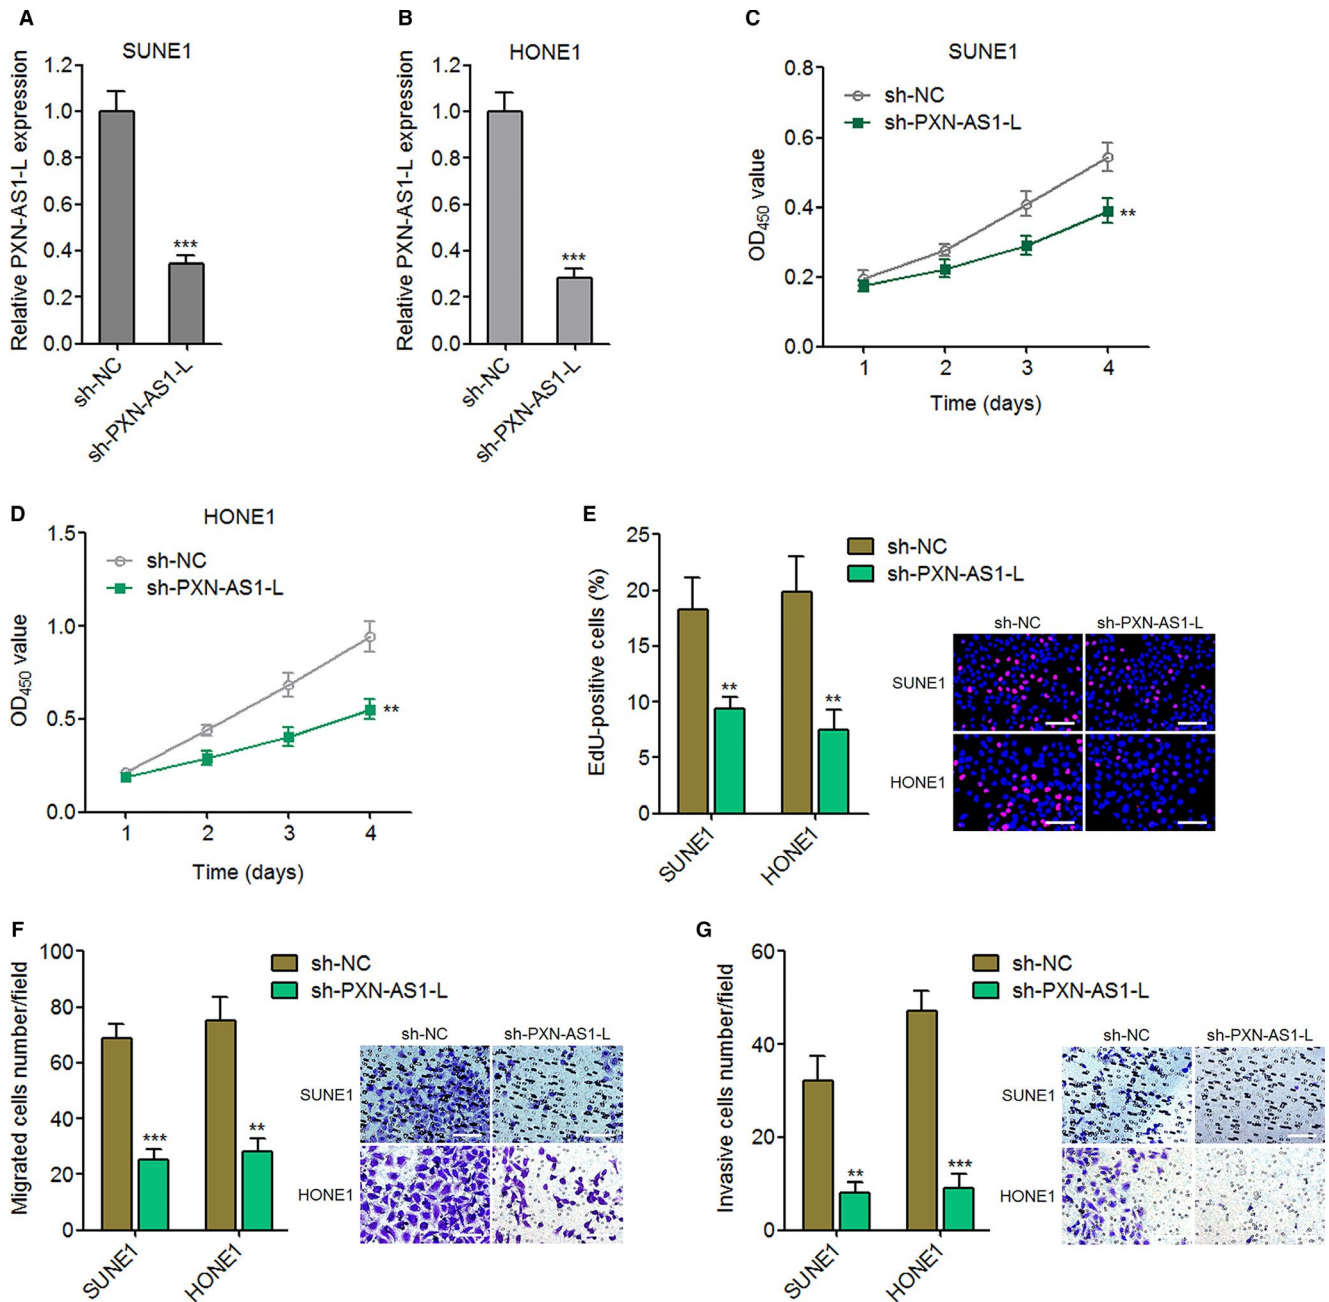 A
SUNE1
Relative PXN-AS1-L expression
1.2
1.0
0.8
0.6
0.4
0.2
0.0
***
sh-NC
sh-PXN-AS1-L
B
HONE1
Relative PXN-AS1-L expression
1.2
1.0
0.8
0.6
0.4
0.2
0.0
***
sh-NC
sh-PXN-AS1-L
C
SUNE1
sh-NC
sh-PXN-AS1-L
OD450 value
0.8
0.6
0.4
0.2
0.0
**
1 2 3 4
Time (days)
D
HONE1
sh-NC
sh-PXN-AS1-L
OD450 value
1.5
1.0
0.5
0.0
**
1 2 3 4
Time (days)
E
sh-NC
sh-PXN-AS1-L
EdU-positive cells (%)
25
20
15
10
5
0
** **
SUNE1 HONE1
sh-NC sh-PXN-AS1-L
SUNE1
HONE1
F
sh-NC
sh-PXN-AS1-L
Migrated cells number/field
100
80
60
40
20
0
*** **
SUNE1 HONE1
sh-NC sh-PXN-AS1-L
SUNE1
HONE1
G
sh-NC
sh-PXN-AS1-L
Invasive cells number/field
60
40
20
0
** ***
SUNE1 HONE1
sh-NC sh-PXN-AS1-L
SUNE1
HONE1